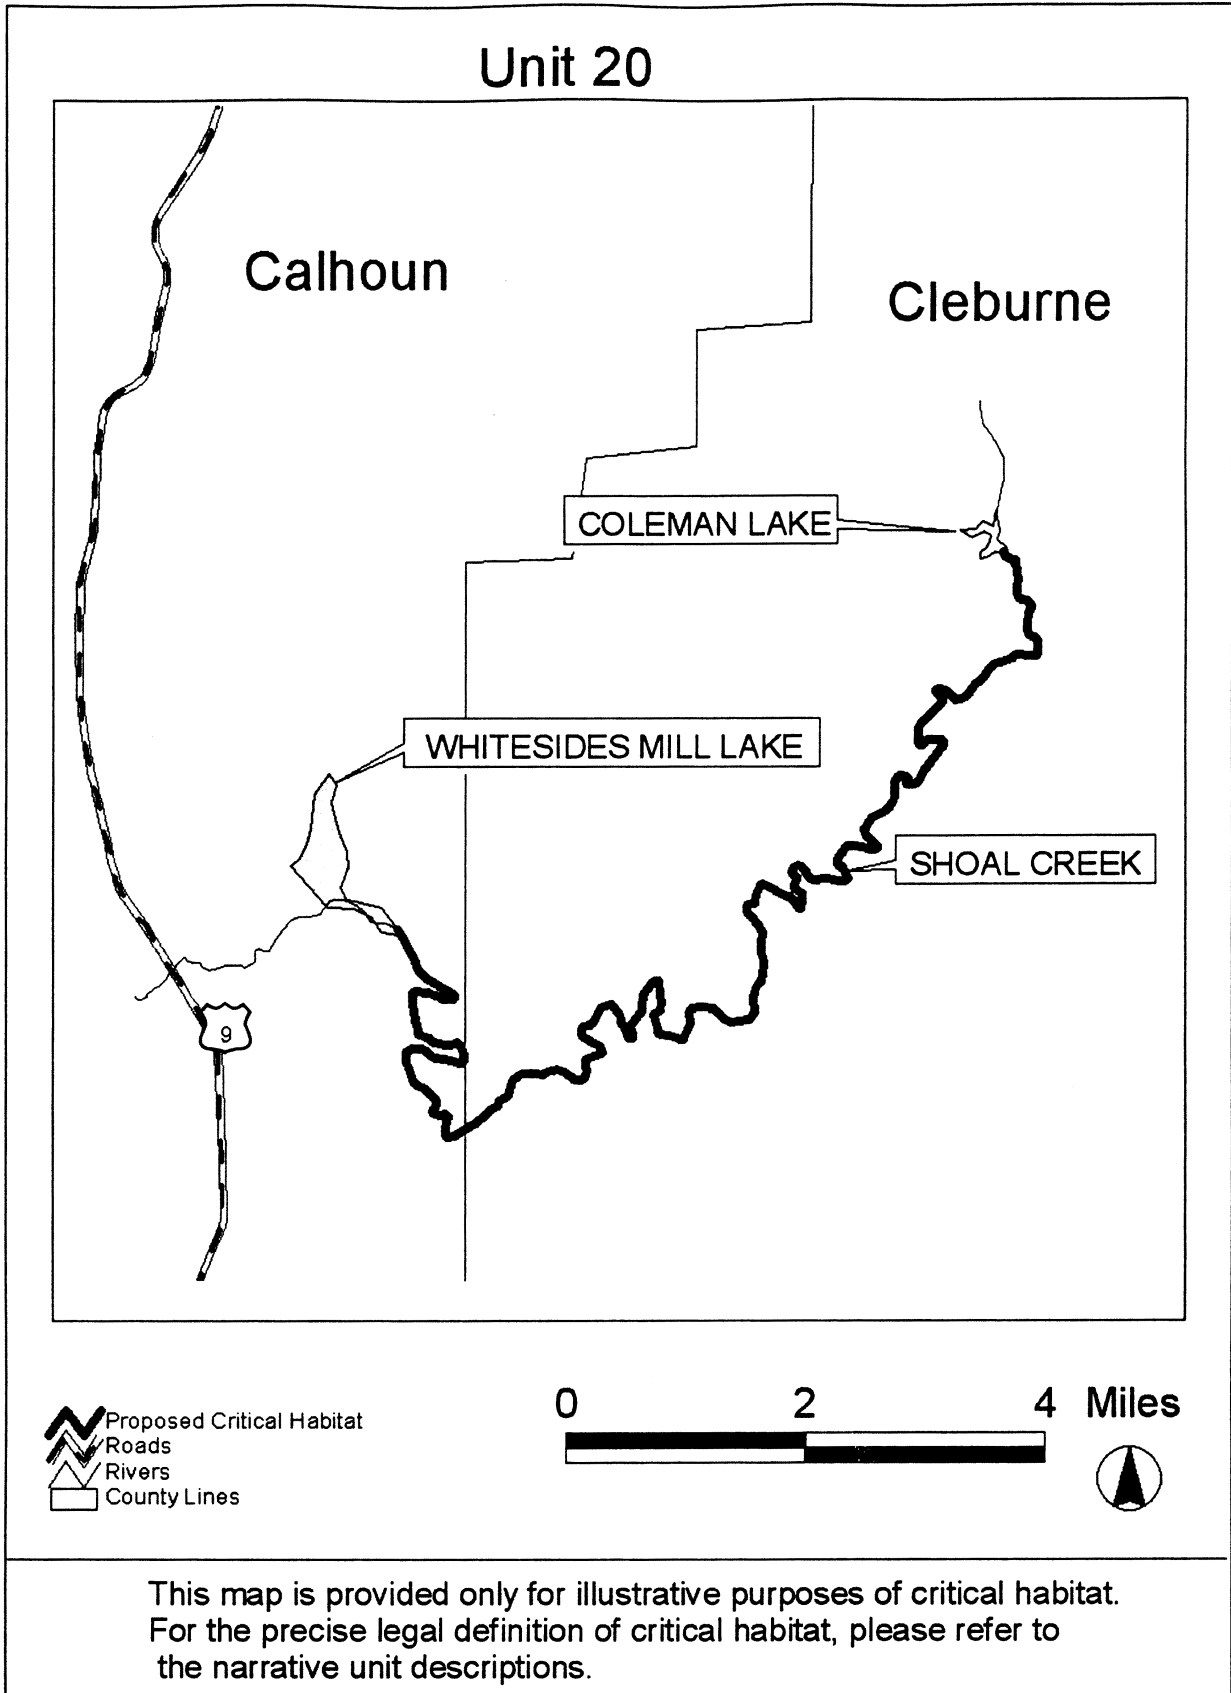 Unit 20
Calhoun
Cleburne
COLEMAN LAKE
WHITESIDES MILL LAKE
SHOAL CREEK
9
0 2 4 Miles
Proposed Critical Habitat
Roads
Rivers
County Lines
This map is provided only for illustrative purposes of critical habitat.
For the precise legal definition of critical habitat, please refer to
the narrative unit descriptions.